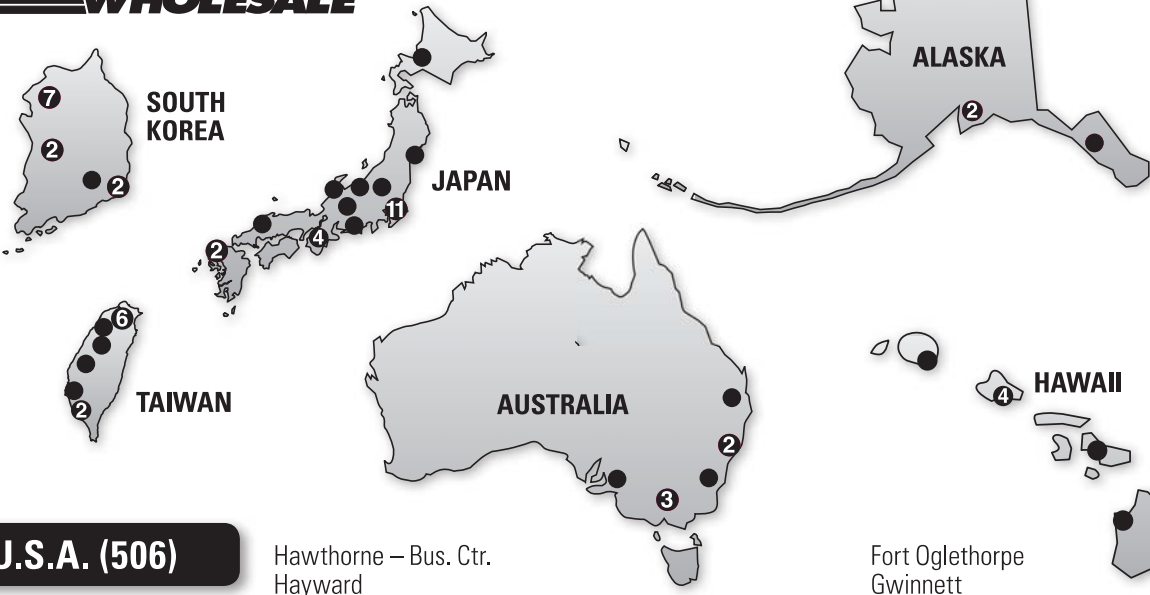 WHOLESALE
ALASKA
2
7
SOUTH
KOREA
2
2
JAPAN
11
4
2
6
TAIWAN
2
AUSTRALIA
2
3
HAWAII
4
U.S.A. (506)
Hawthorne – Bus. Ctr.
Hayward
Fort Oglethorpe
Gwinnett